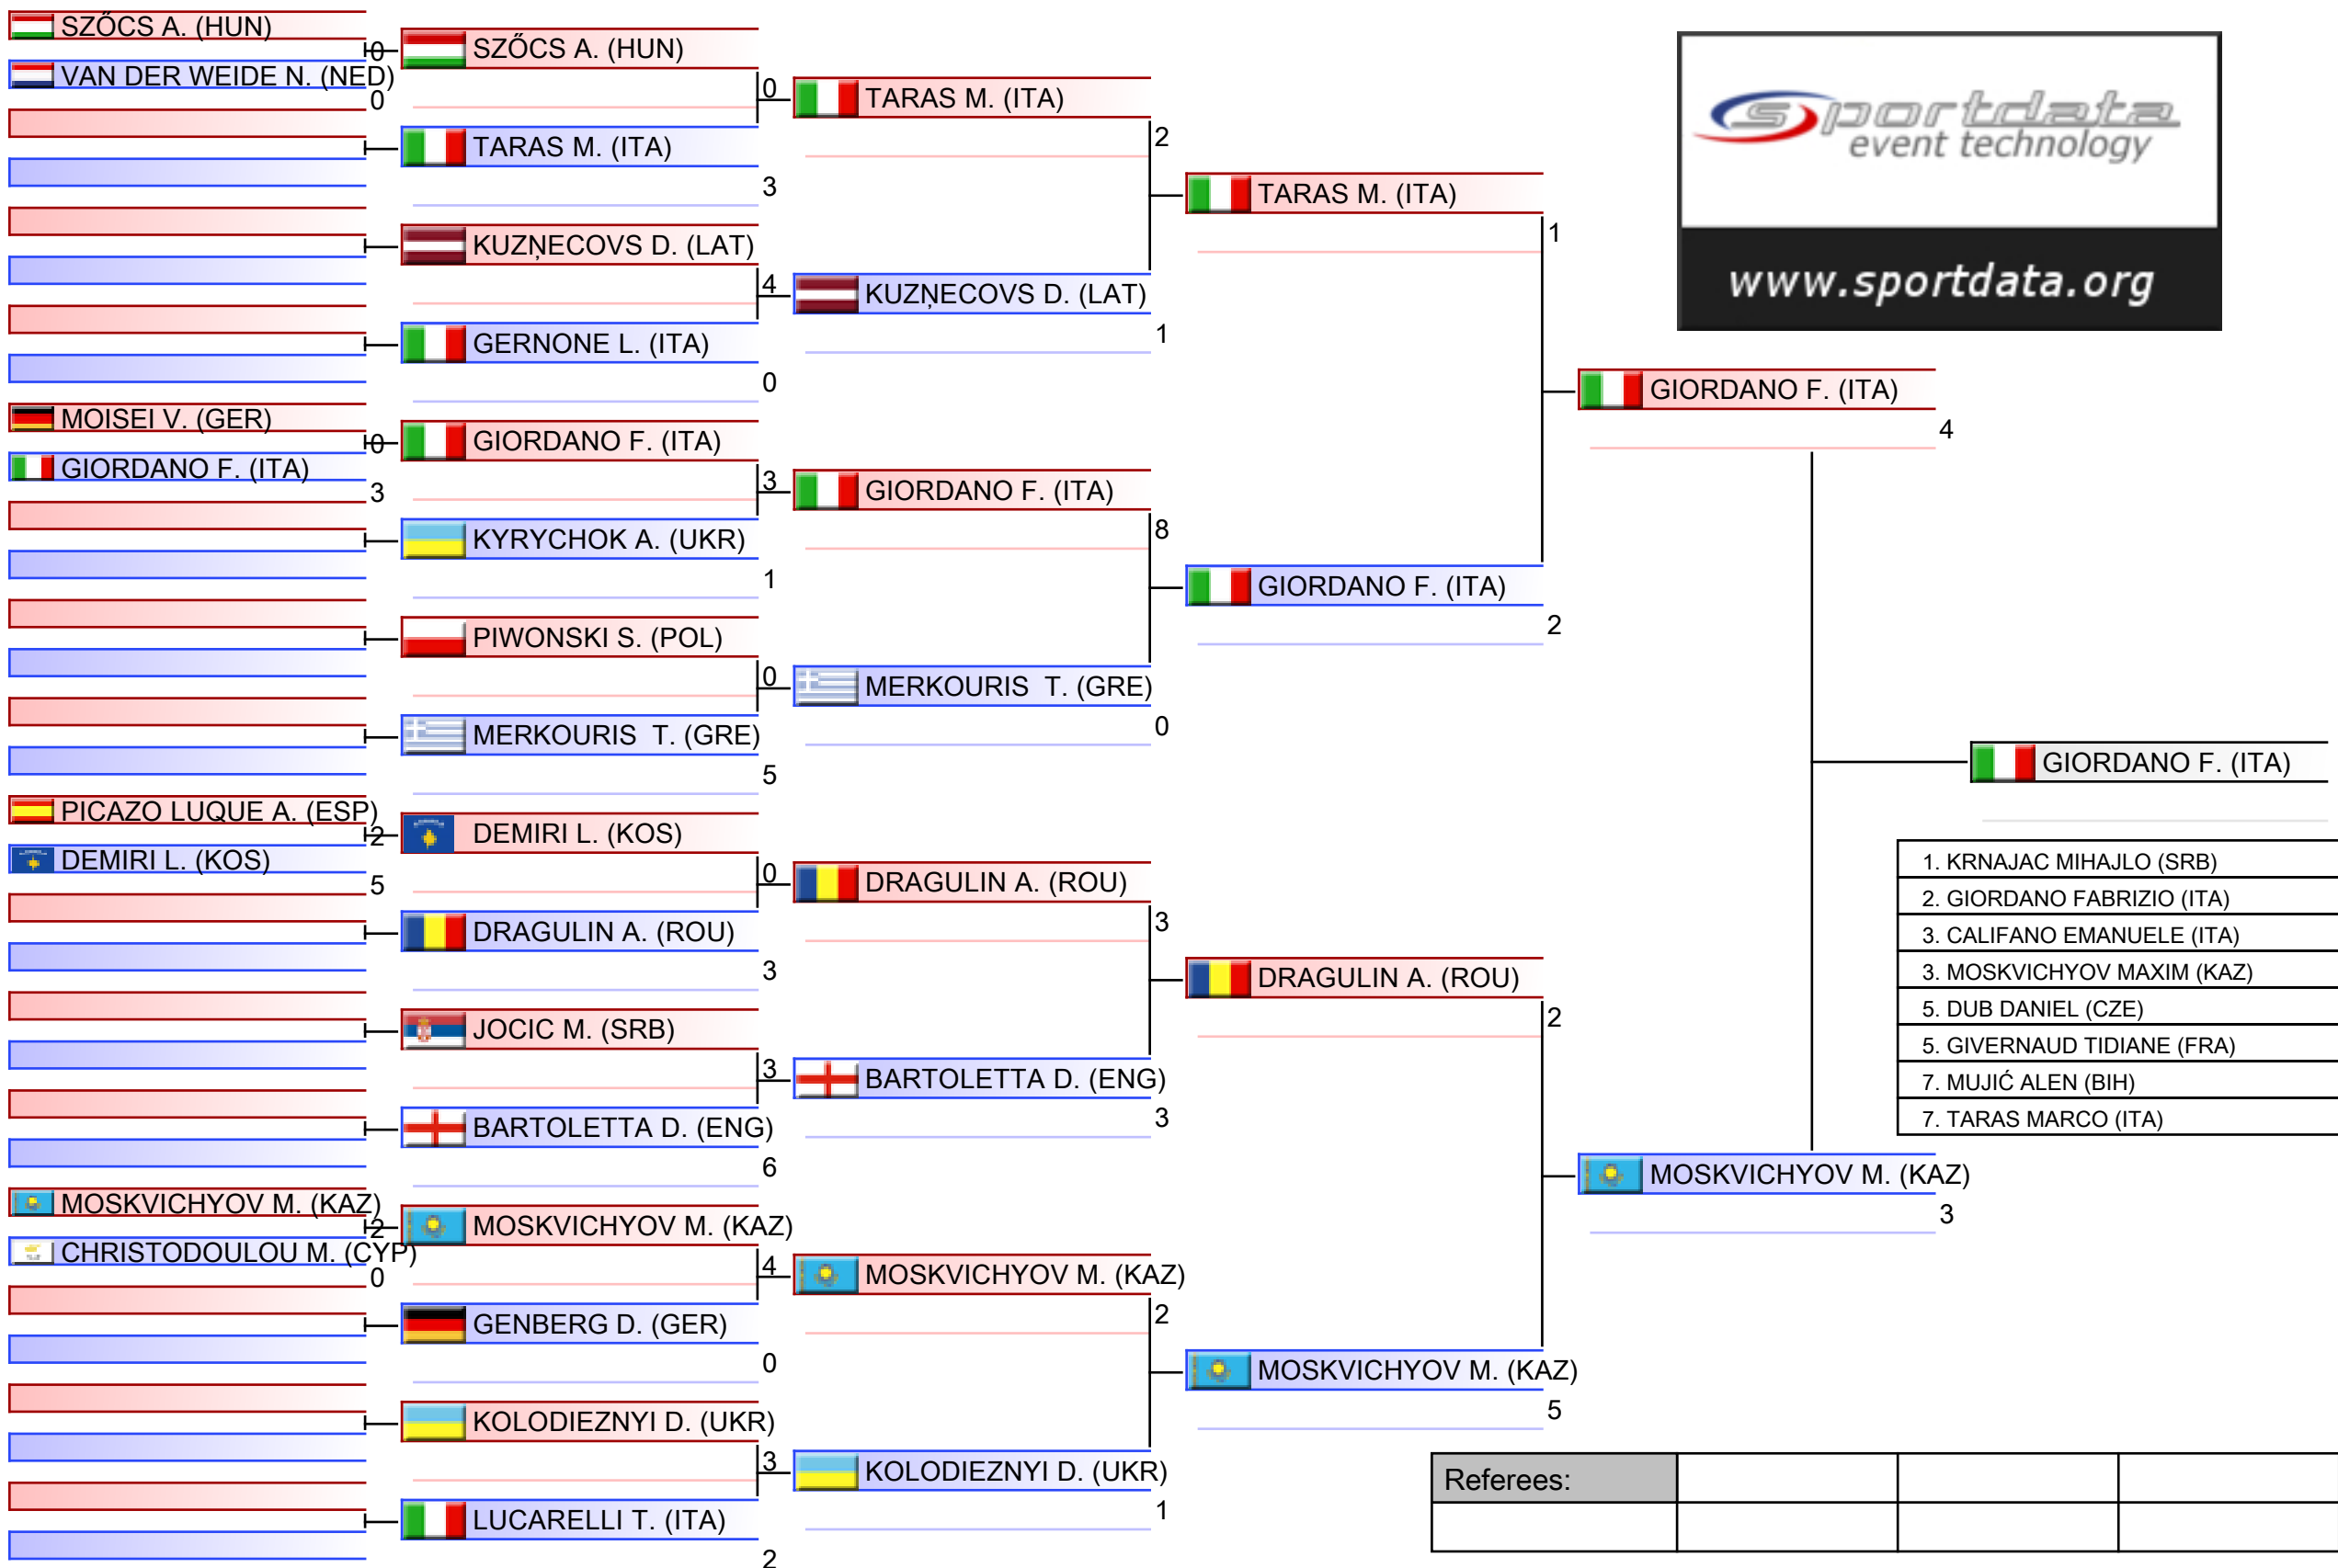 SZŐCS A. (HUN)
0
VAN DER WEIDE N. (NED)
0
MOISEI V. (GER)
0
GIORDANO F. (ITA)
3
PICAZO LUQUE A. (ESP)
2
DEMIRI L. (KOS)
5
MOSKVICHYOV M. (KAZ)
2
CHRISTODOULOU M. (CYP)
0
SZŐCS A. (HUN)
0
TARAS M. (ITA)
3
KUZŅECOVS D. (LAT)
4
GERNONE L. (ITA)
0
GIORDANO F. (ITA)
3
KYRYCHOK A. (UKR)
1
PIWONSKI S. (POL)
0
MERKOURIS  T. (GRE)
5
DEMIRI L. (KOS)
0
DRAGULIN A. (ROU)
3
JOCIC M. (SRB)
3
BARTOLETTA D. (ENG)
6
MOSKVICHYOV M. (KAZ)
4
GENBERG D. (GER)
0
KOLODIEZNYI D. (UKR)
3
LUCARELLI T. (ITA)
2
TARAS M. (ITA)
2
KUZŅECOVS D. (LAT)
1
GIORDANO F. (ITA)
8
MERKOURIS  T. (GRE)
0
DRAGULIN A. (ROU)
3
BARTOLETTA D. (ENG)
3
MOSKVICHYOV M. (KAZ)
2
KOLODIEZNYI D. (UKR)
1
TARAS M. (ITA)
1
GIORDANO F. (ITA)
2
DRAGULIN A. (ROU)
2
MOSKVICHYOV M. (KAZ)
5
GIORDANO F. (ITA)
4
MOSKVICHYOV M. (KAZ)
3
GIORDANO F. (ITA)
sportdata
event technology
www.sportdata.org
1. KRNAJAC MIHAJLO (SRB)
2. GIORDANO FABRIZIO (ITA)
3. CALIFANO EMANUELE (ITA)
3. MOSKVICHYOV MAXIM (KAZ)
5. DUB DANIEL (CZE)
5. GIVERNAUD TIDIANE (FRA)
7. MUJIĆ ALEN (BIH)
7. TARAS MARCO (ITA)
Referees: